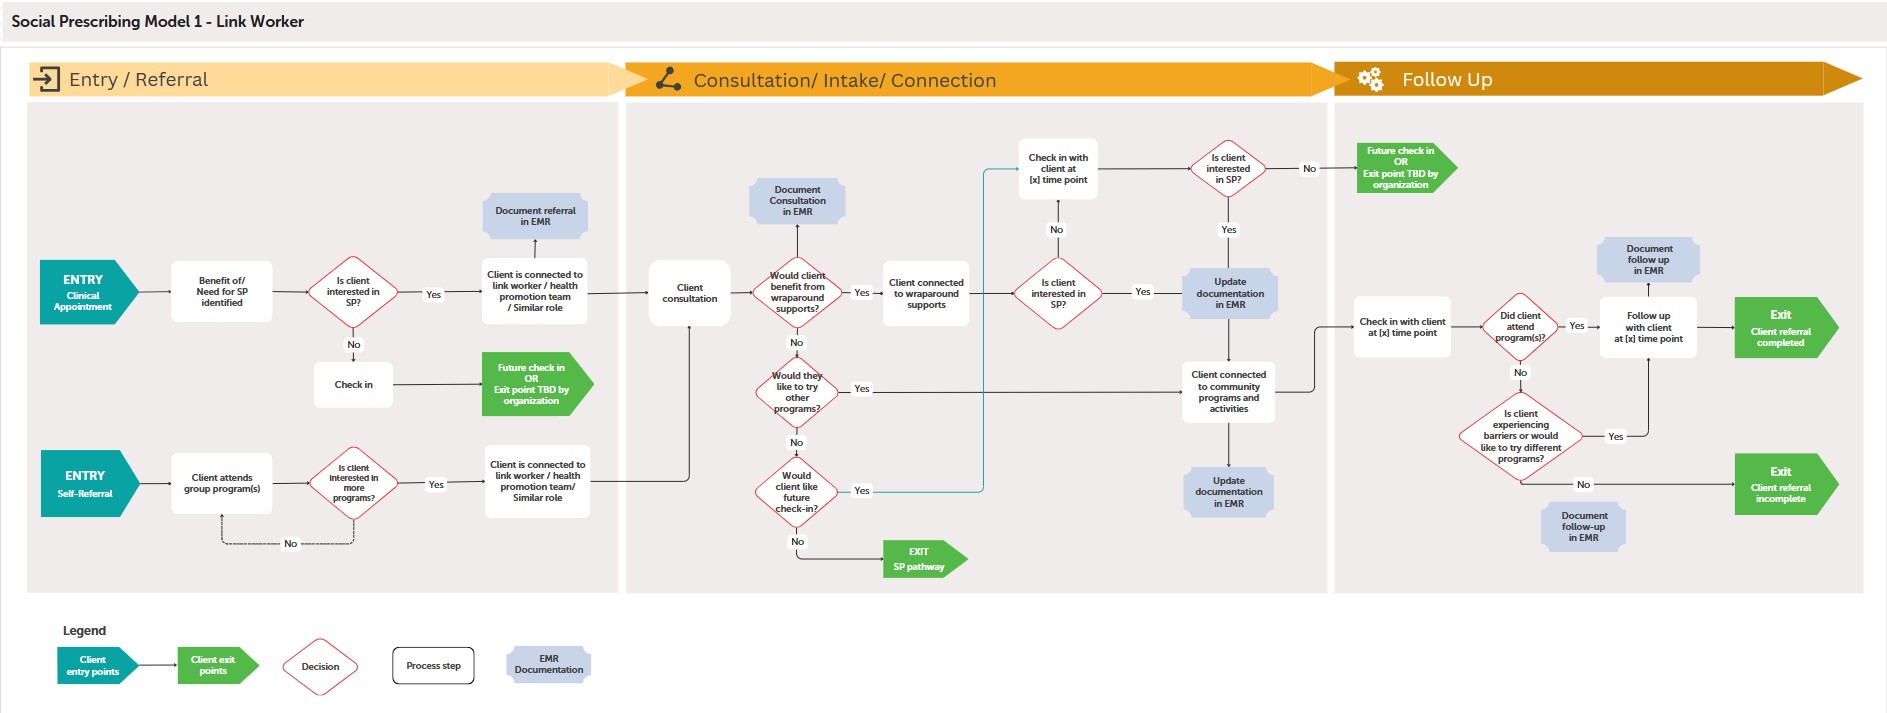 Social Prescribing Model 1 - Link Worker
Entry / Referral
Consultation/ Intake/ Connection
Follow Up
ENTRY
Clinical
Appointment
Benefit of/
Need for SP
identified
Is client
interested in
SP?
Yes
No
Client is connected to
link worker / health
promotion team
/ Similar role
Document referral
in EMR
Check in
Future check in
OR
Exit point TBD by
organization
ENTRY
Self-Referral
Client attends
group program(s)
Is client
interested in
more
programs?
Yes
No
Client is connected to
link worker / health
promotion team/
Similar role
Client
consultation
Document
Consultation
in EMR
Would client
benefit from
wraparound
supports?
Yes
No
Client connected
to wraparound
supports
Would they
like to try
other
programs?
Yes
No
Would
client like
future
check-in?
Yes
No
EXIT
SP pathway
Check in with
client at
[x] time point
No
Is client
interested in
SP?
Yes
Is client
interested
in SP?
No
Yes
Update
documentation
in EMR
Client connected
to community
programs and
activities
Update
documentation
in EMR
Future check in
OR
Exit point TBD by
organization
Check in with client
at [x] time point
Did client
attend
program(s)?
Yes
No
Document
follow up
in EMR
Follow up
with client
at [x] time point
Exit
Client referral
completed
Is client
experiencing
barriers or would
like to try different
programs?
Yes
No
Exit
Client referral
incomplete
Document
follow-up
in EMR
Legend
Client
entry points
Client exit
points
Decision
Process step
EMR
Documentation